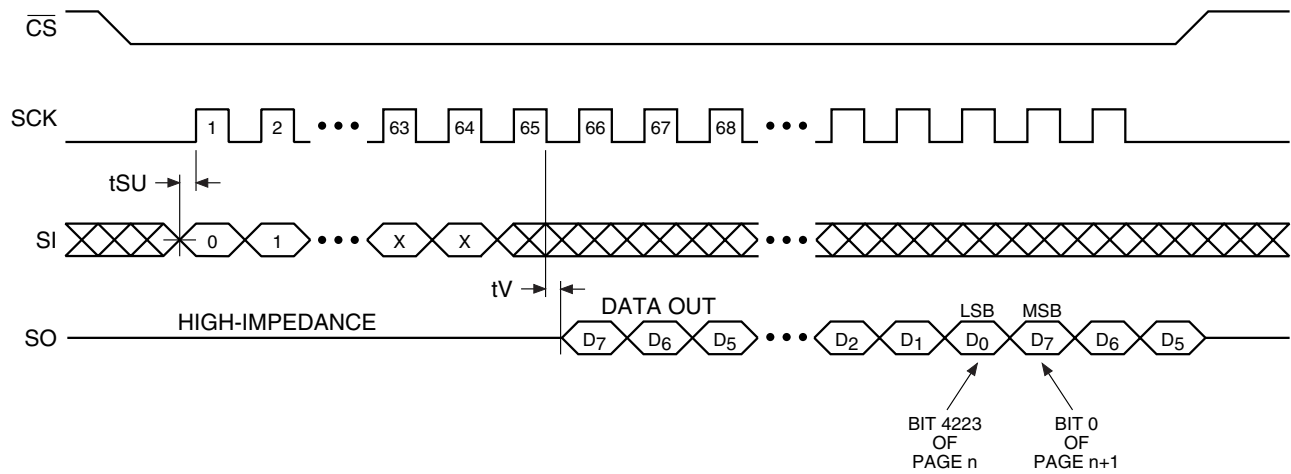 CS
SCK 1 2 ••• 63 64 65 66 67 68 •••
tSU
SI 0 1 ••• X X •••
tV
HIGH-IMPEDANCE DATA OUT LSB MSB
SO D7 D6 D5 ••• D2 D1 D0 D7 D6 D5
BIT 4223
OF
PAGE n
BIT 0
OF
PAGE n+1